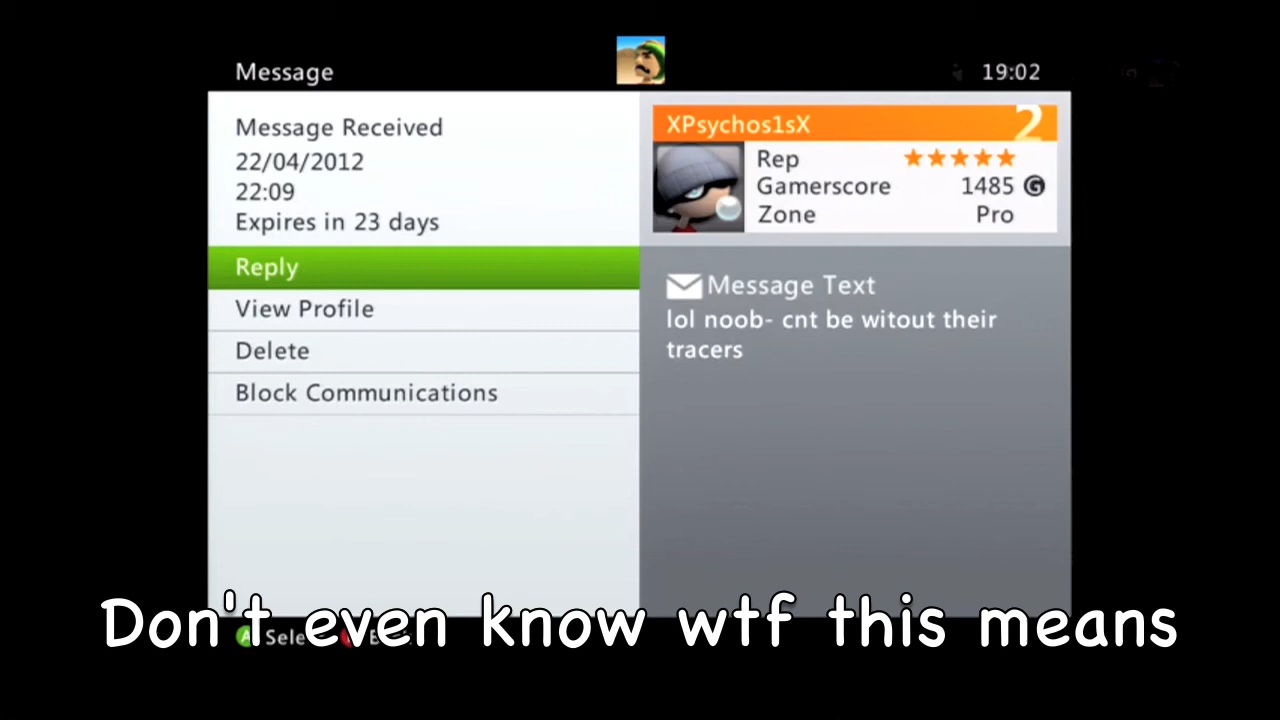 Message
19:02
Message Received
22/04/2012
22:09
Expires in 23 days
Reply
View Profile
Delete
Block Communications
XPsychos1sX
2
Rep
Gamerscore 1485 G
Zone Pro
Message Text
lol noob- cnt be witout their
tracers
Don't even know wtf this means
A